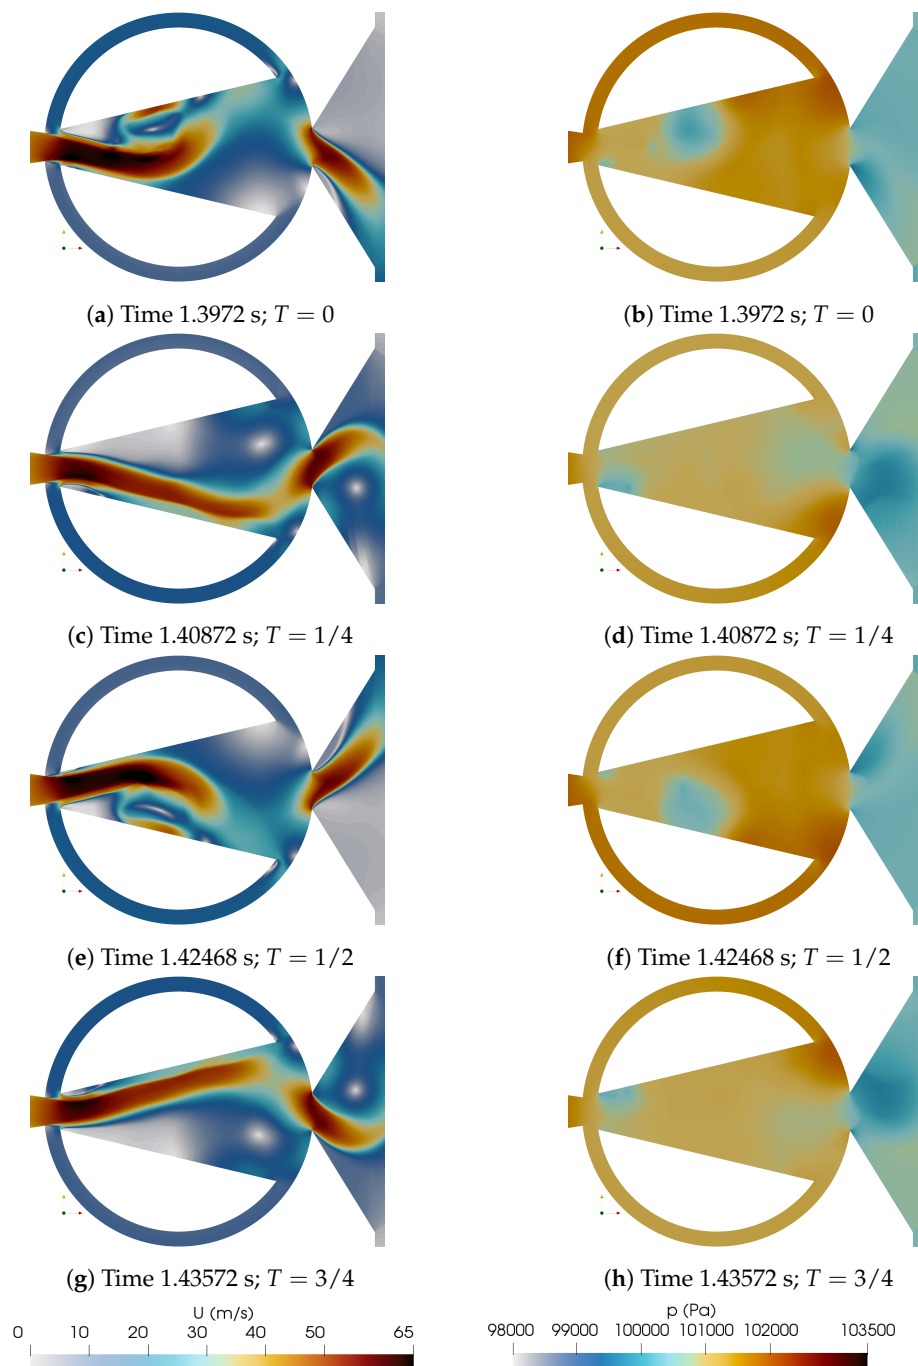 (a) Time 1.3972 s; T = 0
(b) Time 1.3972 s; T = 0
(c) Time 1.40872 s; T = 1/4
(d) Time 1.40872 s; T = 1/4
(e) Time 1.42468 s; T = 1/2
(f) Time 1.42468 s; T = 1/2
(g) Time 1.43572 s; T = 3/4
(h) Time 1.43572 s; T = 3/4
U (m/s)
0 10 20 30 40 50 65
p (Pa)
98000 99000 100000 101000 102000 103500